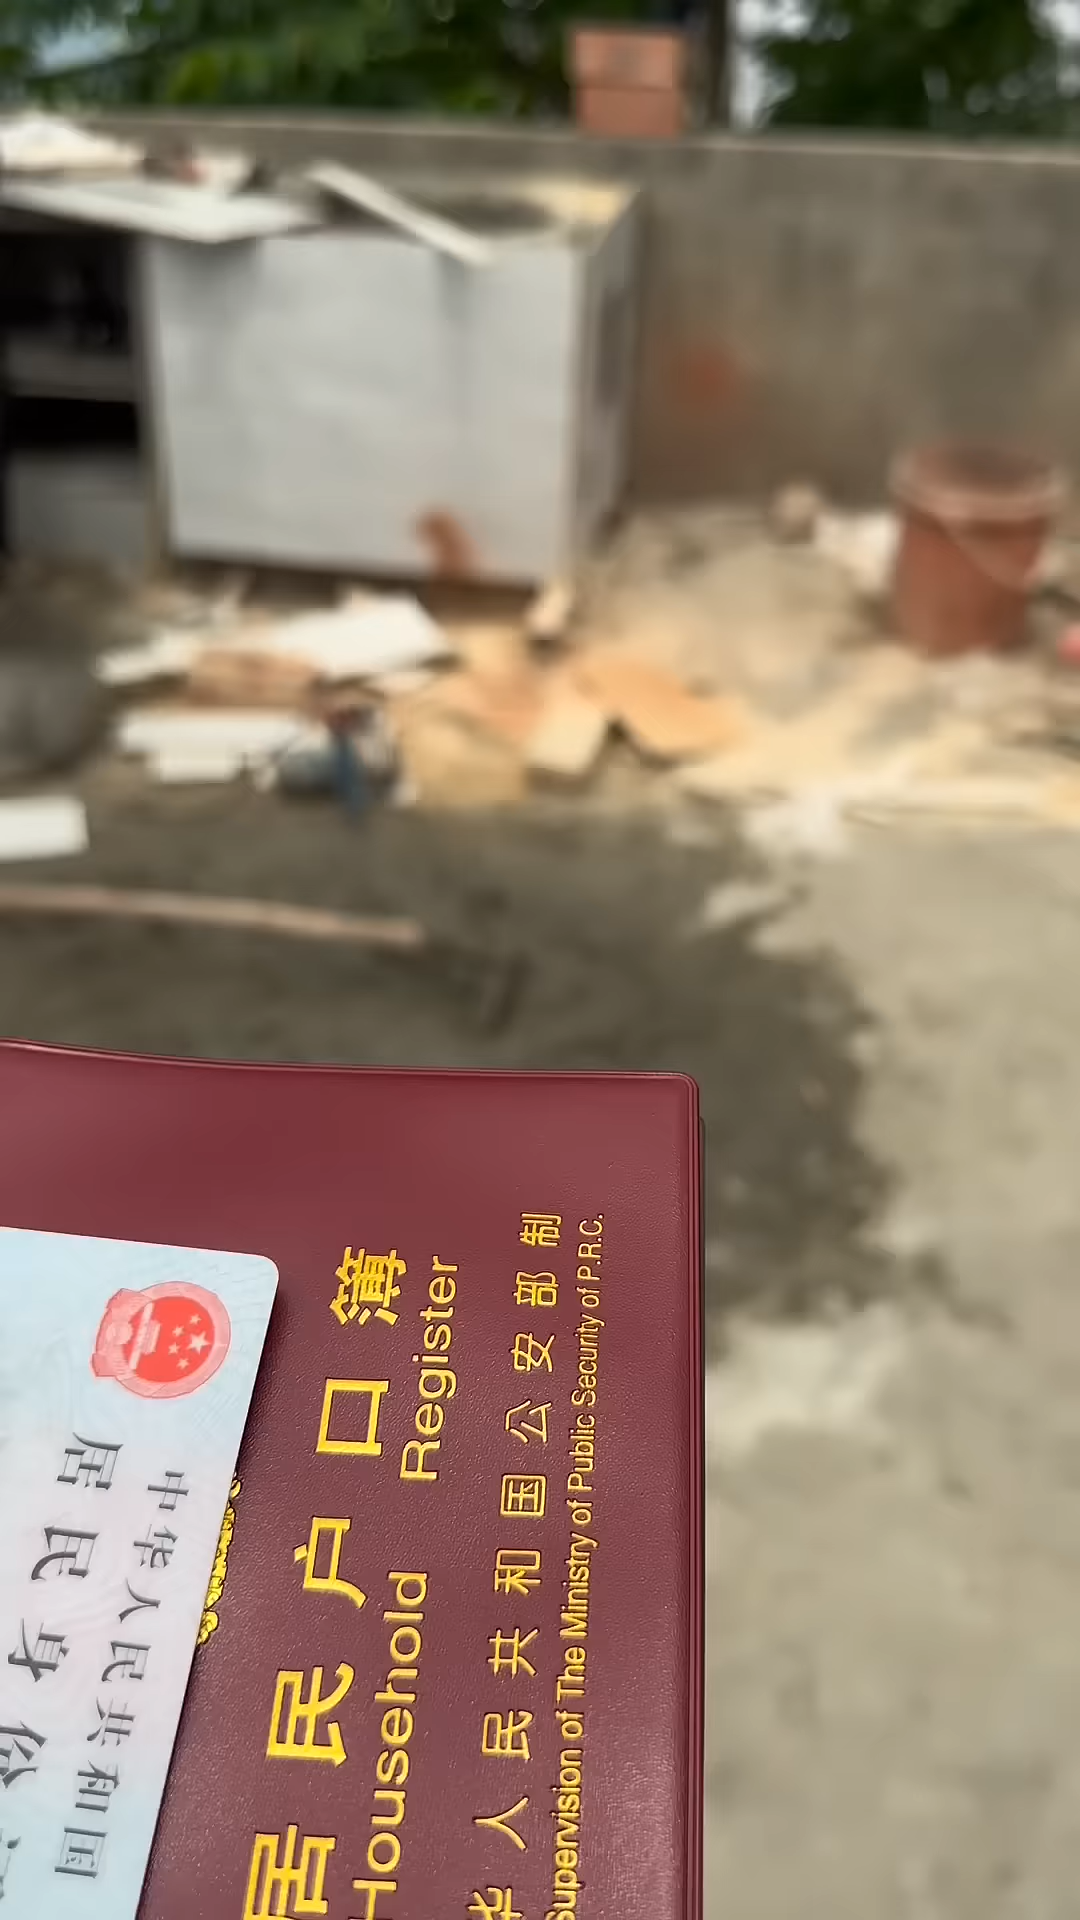 中华人民共和国
居民身份
居民户口簿
Household Register
华人民共和国公安部制
Supervision of The Ministry of Public Security of P.R.C.